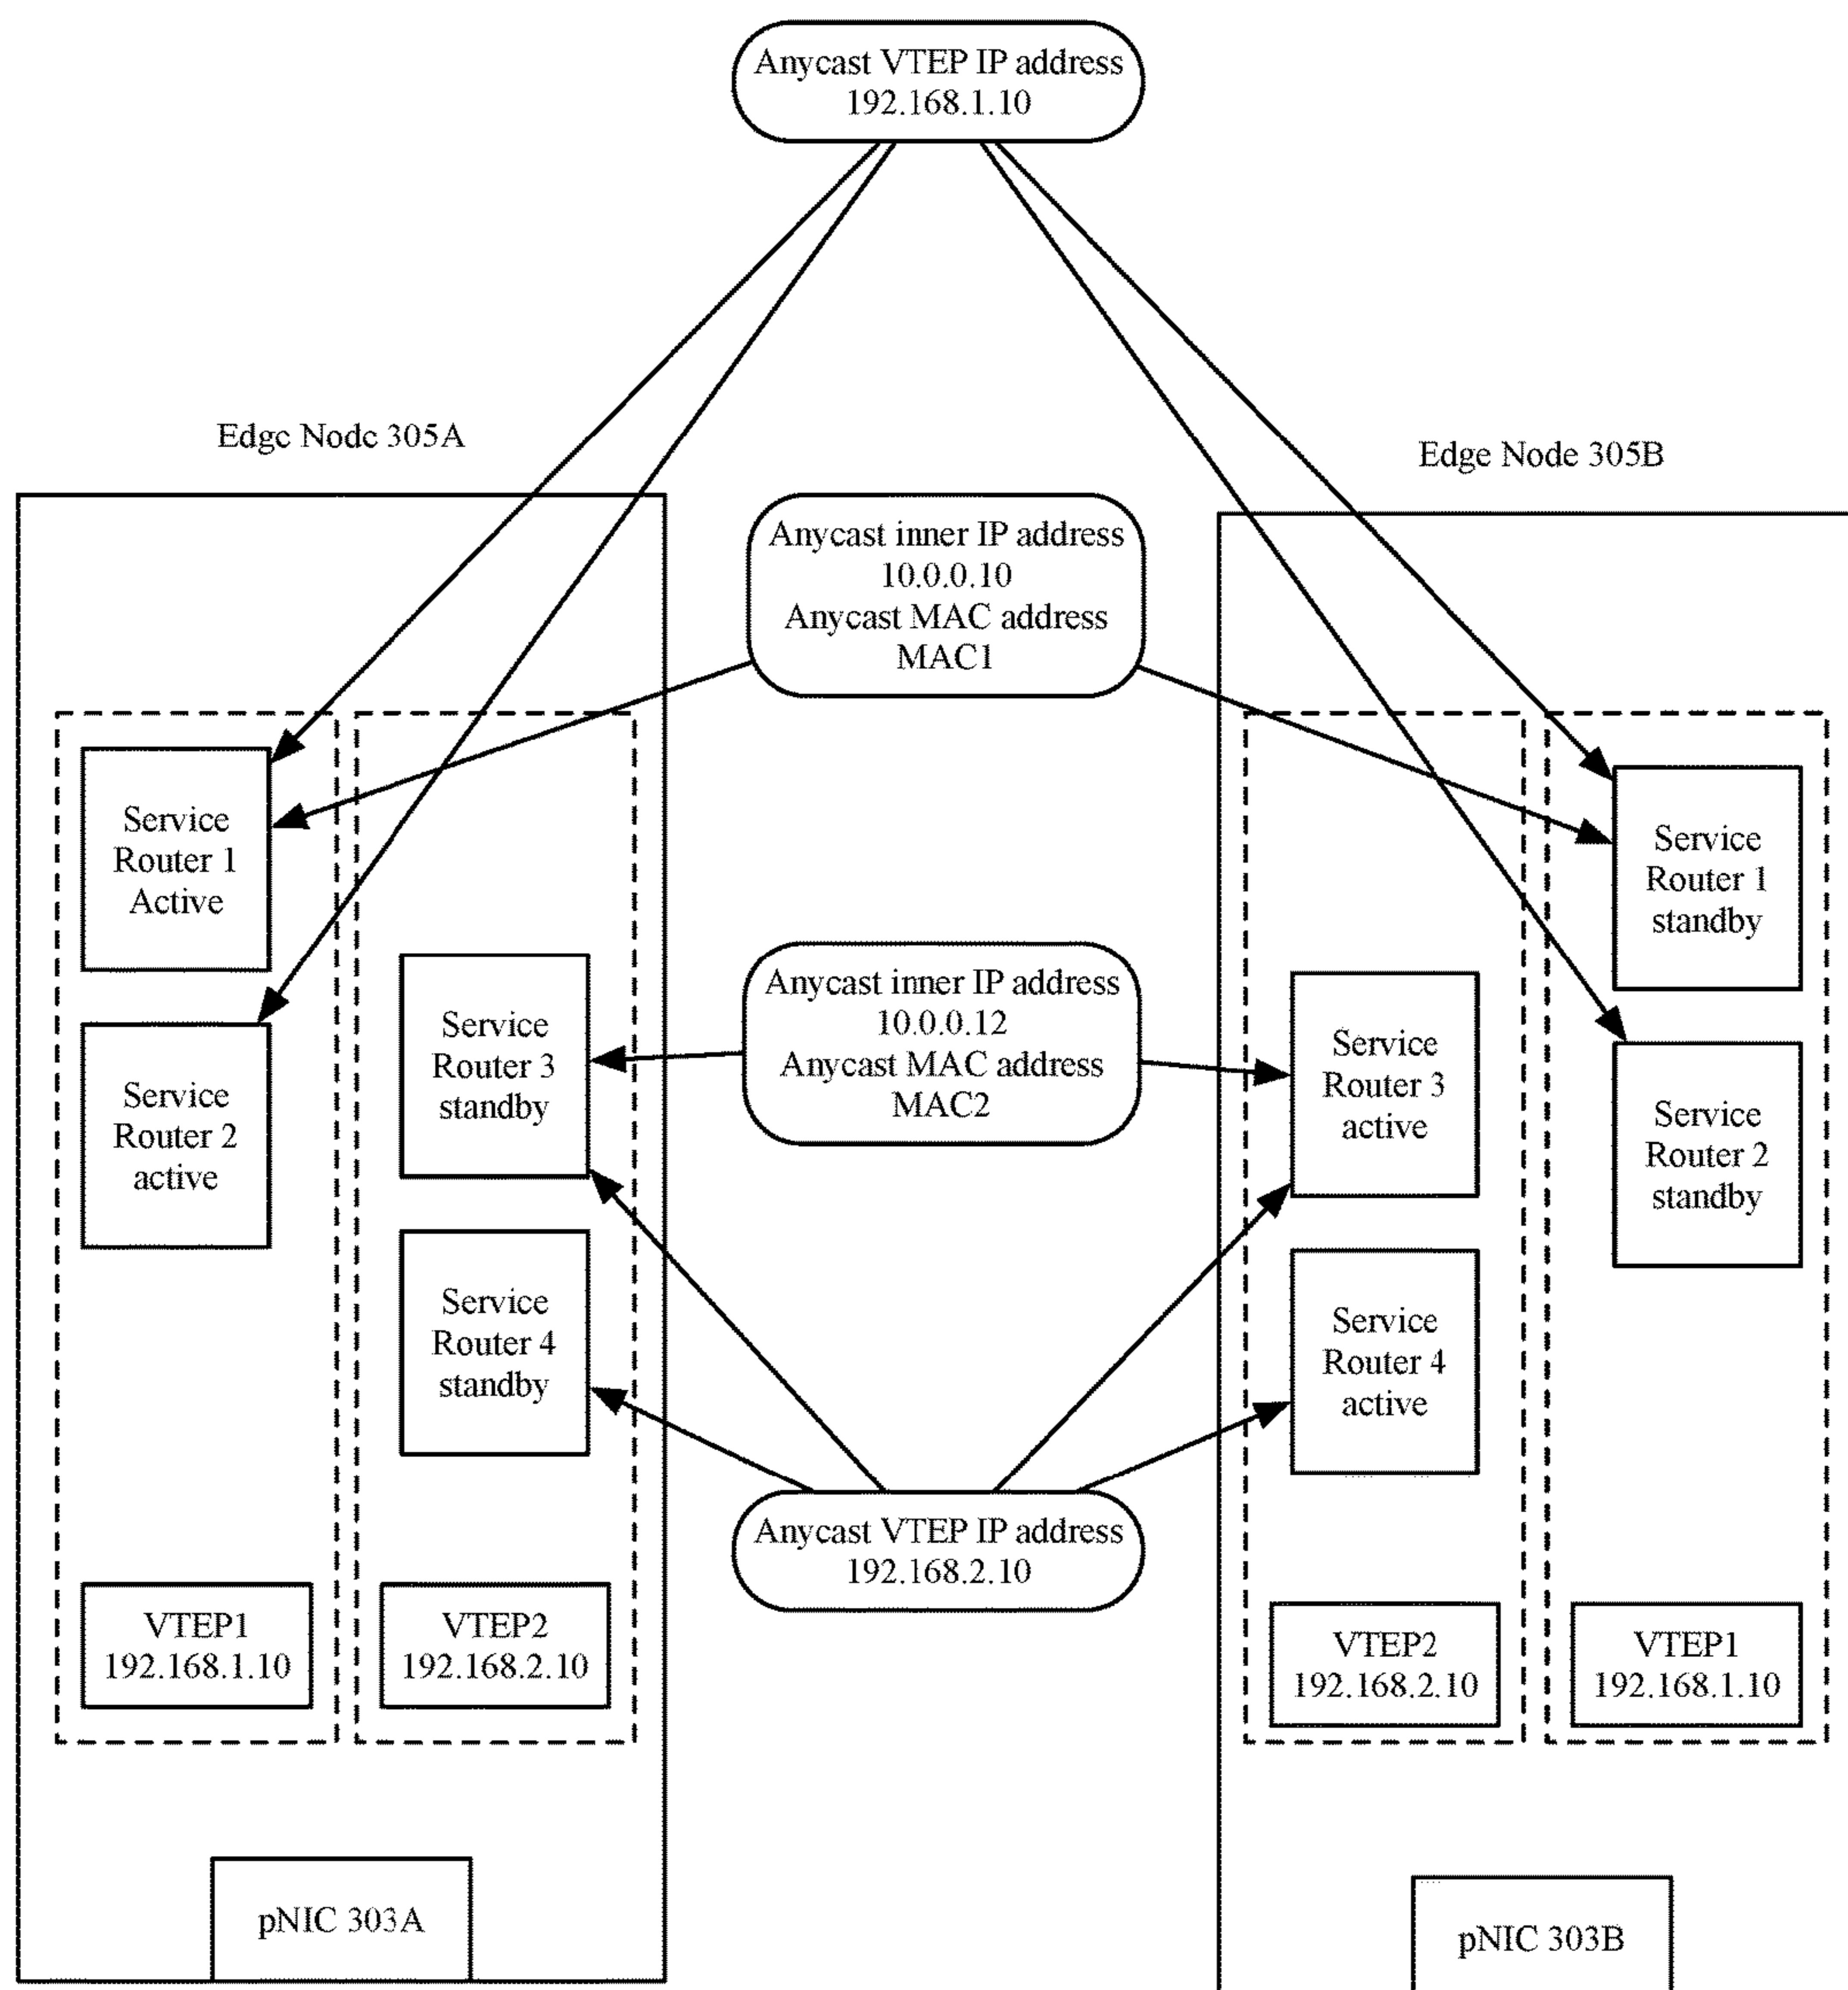 Anycast VTEP IP address
192.168.1.10
Edge Node 305A
Edge Node 305B
Anycast inner IP address
10.0.0.10
Anycast MAC address
MAC1
Service
Router 1
Active
Service
Router 1
standby
Anycast inner IP address
10.0.0.12
Anycast MAC address
MAC2
Service
Router 3
standby
Service
Router 3
active
Service
Router 2
active
Service
Router 2
standby
Service
Router 4
standby
Service
Router 4
active
Anycast VTEP IP address
192.168.2.10
VTEP1
192.168.1.10
VTEP2
192.168.2.10
VTEP2
192.168.2.10
VTEP1
192.168.1.10
pNIC 303A
pNIC 303B